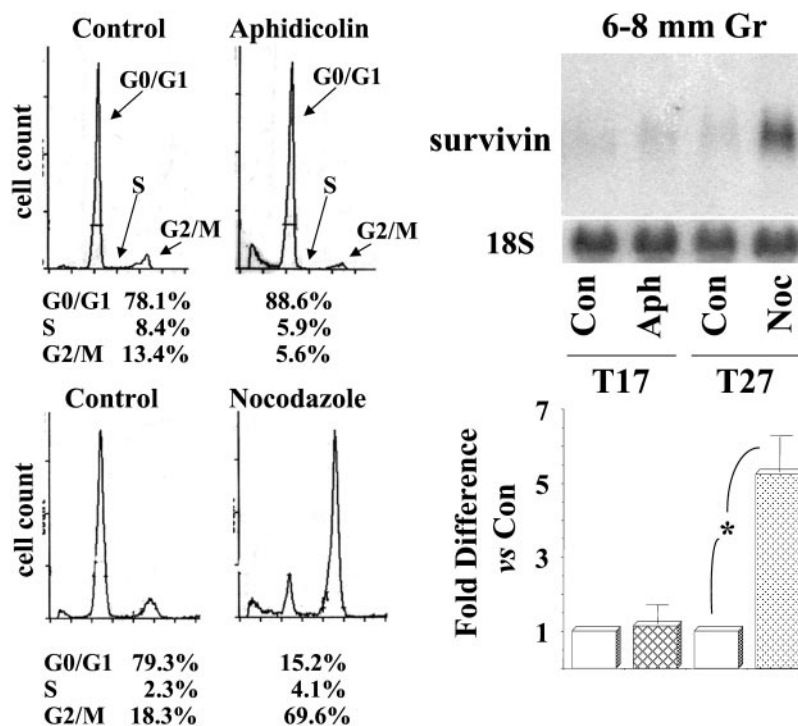 Control
Aphidicolin
cell count
G0/G1
S
G2/M
G0/G1
S
G2/M
G0/G1 78.1% 88.6%
S 8.4% 5.9%
G2/M 13.4% 5.6%
Control
Nocodazole
cell count
G0/G1 79.3% 15.2%
S 2.3% 4.1%
G2/M 18.3% 69.6%
6-8 mm Gr
survivin
18S
Con
Aph
Con
Noc
T17
T27
Fold Difference
vs Con
7
5
3
1
*